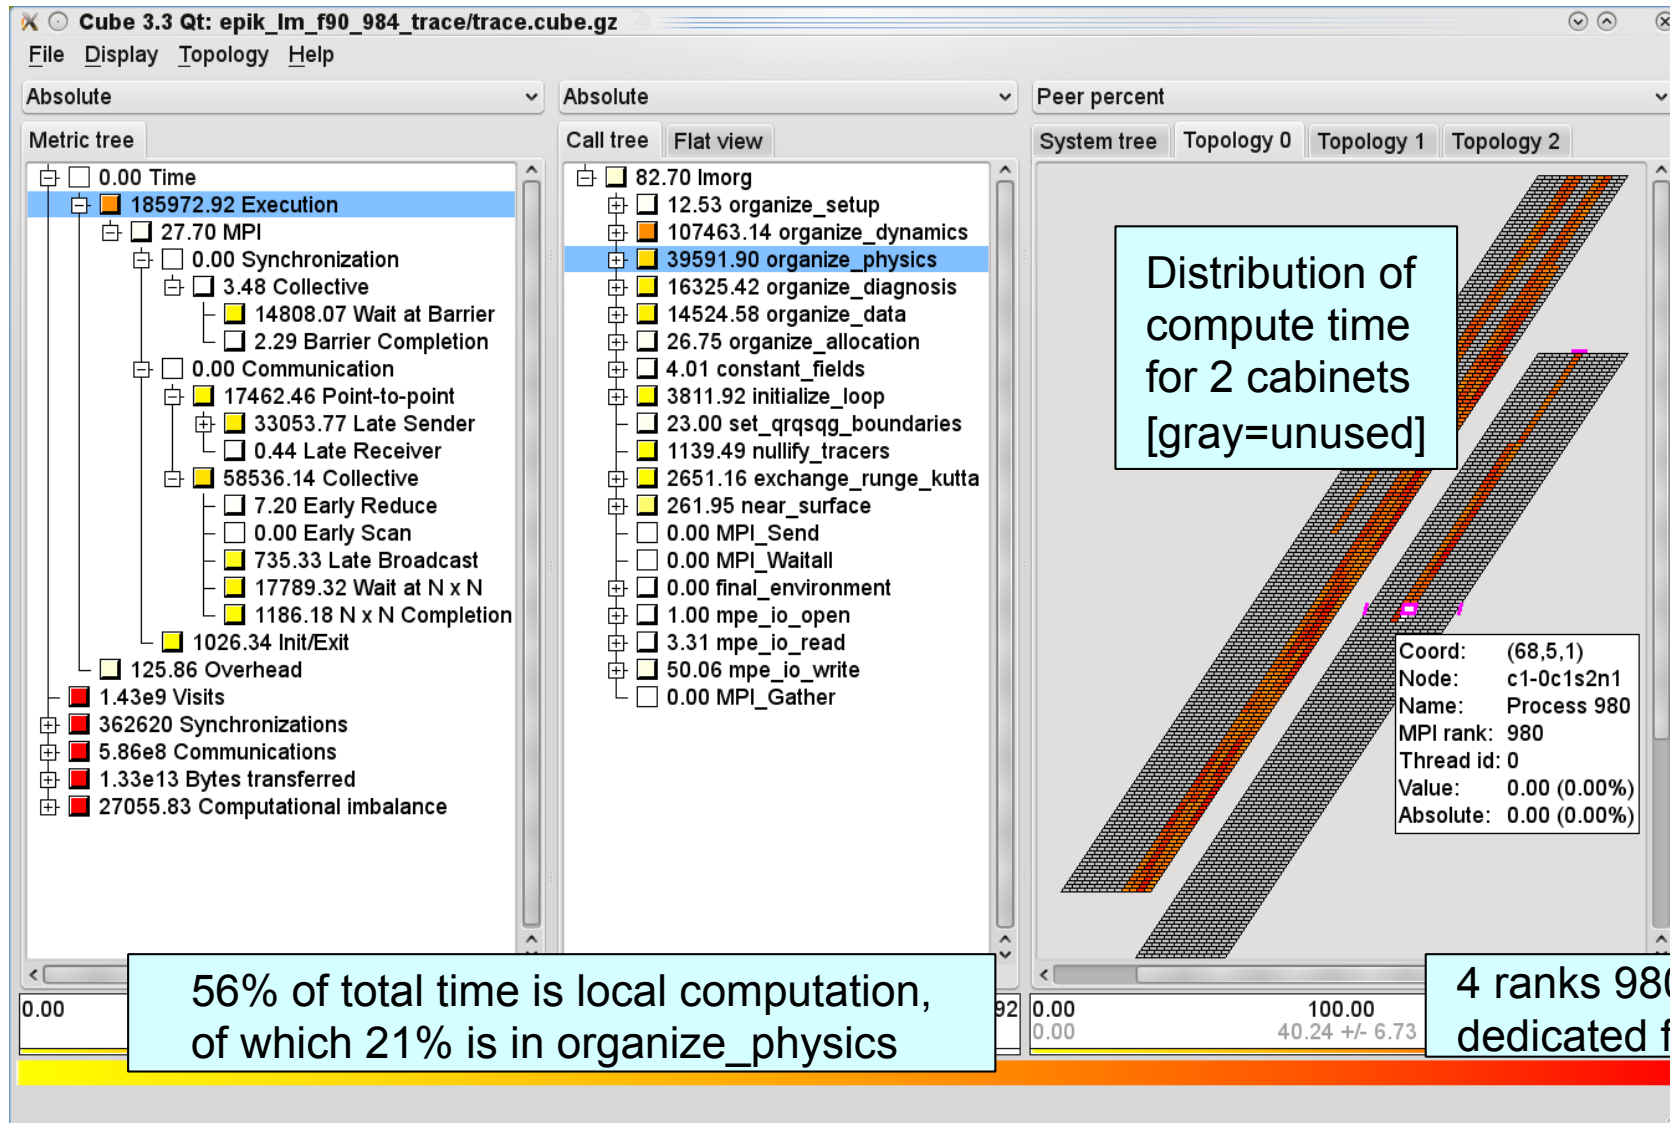 Cube 3.3 Qt: epik_lm_f90_984_trace/trace.cube.gz
File Display Topology Help
Absolute
Absolute
Peer percent
Metric tree
Call tree Flat view
System tree Topology 0 Topology 1 Topology 2
0.00 Time
185972.92 Execution
27.70 MPI
0.00 Synchronization
3.48 Collective
14808.07 Wait at Barrier
2.29 Barrier Completion
0.00 Communication
17462.46 Point-to-point
33053.77 Late Sender
0.44 Late Receiver
58536.14 Collective
7.20 Early Reduce
0.00 Early Scan
735.33 Late Broadcast
17789.32 Wait at N x N
1186.18 N x N Completion
1026.34 Init/Exit
125.86 Overhead
1.43e9 Visits
362620 Synchronizations
5.86e8 Communications
1.33e13 Bytes transferred
27055.83 Computational imbalance
82.70 lmorg
12.53 organize_setup
107463.14 organize_dynamics
39591.90 organize_physics
16325.42 organize_diagnosis
14524.58 organize_data
26.75 organize_allocation
4.01 constant_fields
3811.92 initialize_loop
23.00 set_qrqsqg_boundaries
1139.49 nullify_tracers
2651.16 exchange_runge_kutta
261.95 near_surface
0.00 MPI_Send
0.00 MPI_Waitall
0.00 final_environment
1.00 mpe_io_open
3.31 mpe_io_read
50.06 mpe_io_write
0.00 MPI_Gather
Distribution of
compute time
for 2 cabinets
[gray=unused]
Coord: (68,5,1)
Node: c1-0c1s2n1
Name: Process 980
MPI rank: 980
Thread id: 0
Value: 0.00 (0.00%)
Absolute: 0.00 (0.00%)
56% of total time is local computation,
of which 21% is in organize_physics
4 ranks 980
dedicated f
0.00
92
0.00 100.00
0.00 40.24 +/- 6.73